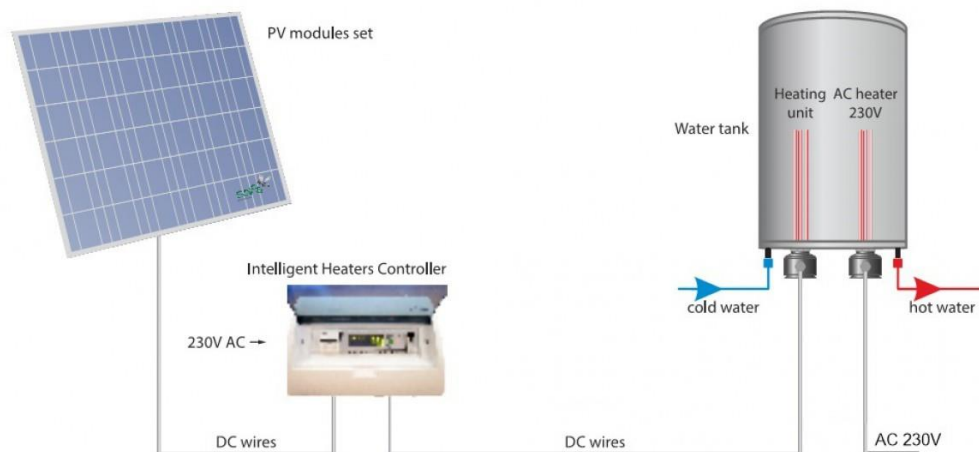 PV modules set
Heating unit
AC heater 230V
Water tank
Intelligent Heaters Controller
cold water
hot water
230V AC →
DC wires
DC wires
AC 230V